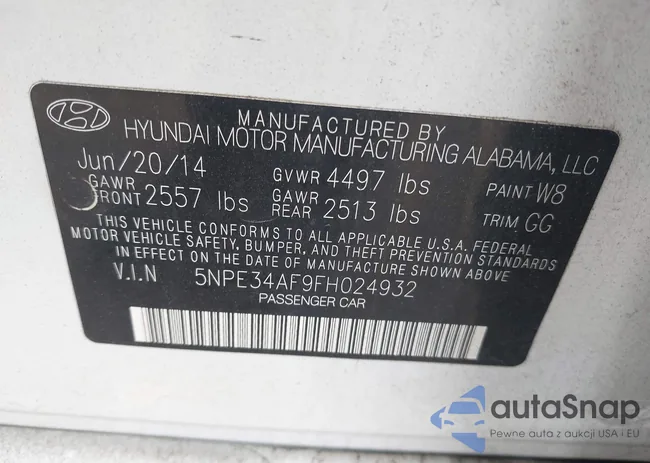 MANUFACTURED BY
HYUNDAI MOTOR MANUFACTURING ALABAMA, LLC
Jun/20/14 GVWR 4497 lbs PAINT W8
GAWR FRONT 2557 lbs GAWR REAR 2513 lbs TRIM GG
THIS VEHICLE CONFORMS TO ALL APPLICABLE U.S.A. FEDERAL
MOTOR VEHICLE SAFETY, BUMPER, AND THEFT PREVENTION STANDARDS
IN EFFECT ON THE DATE OF MANUFACTURE SHOWN ABOVE.
V.I.N 5NPE34AF9FH024932
PASSENGER CAR
autaSnap
Pewne auta z aukcji USA i EU